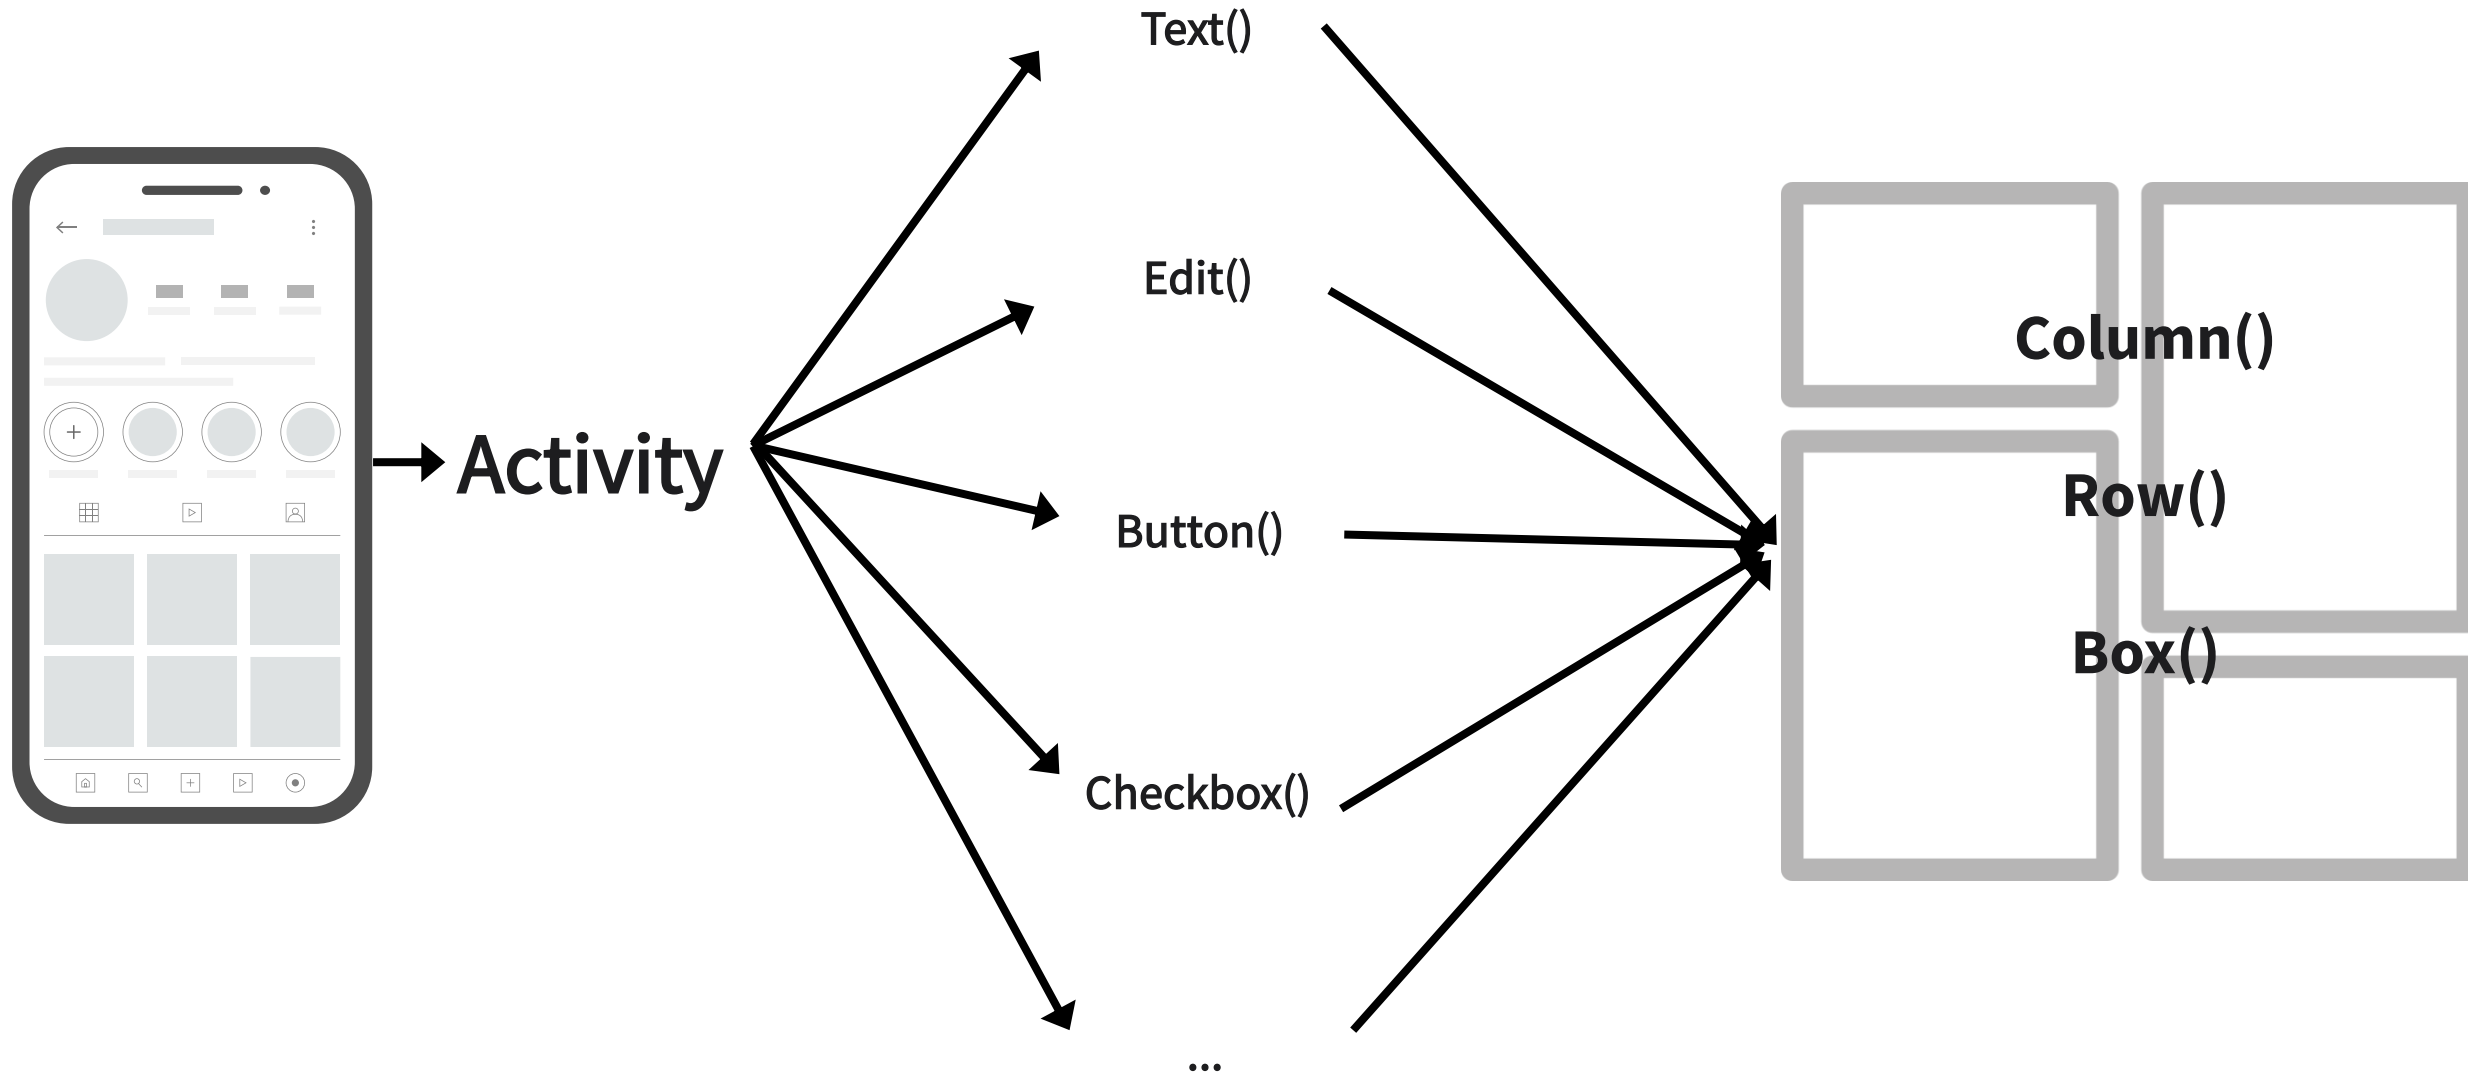 Activity
Text()
Edit()
Button()
Checkbox()
...
Column()
Row()
Box()